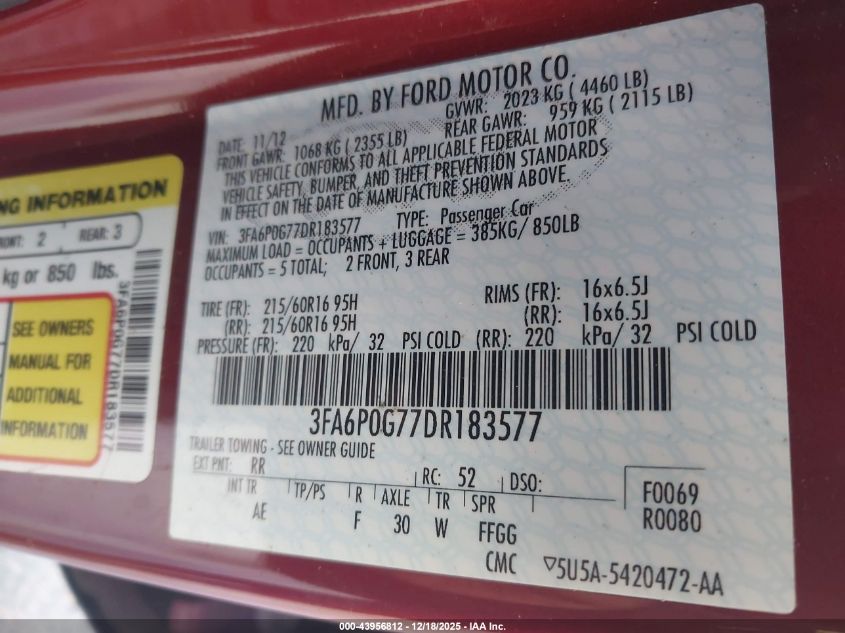 MFD. BY FORD MOTOR CO.
DATE: 11/12 GVWR: 2023 KG ( 4460 LB)
FRONT GAWR: 1068 KG ( 2355 LB) REAR GAWR: 959 KG ( 2115 LB)
THIS VEHICLE CONFORMS TO ALL APPLICABLE FEDERAL MOTOR
VEHICLE SAFETY, BUMPER, AND THEFT PREVENTION STANDARDS
IN EFFECT ON THE DATE OF MANUFACTURE SHOWN ABOVE.
VIN: 3FA6P0G77DR183577 TYPE: Passenger Car
MAXIMUM LOAD = OCCUPANTS + LUGGAGE = 385KG/ 850LB
OCCUPANTS = 5 TOTAL; 2 FRONT, 3 REAR
TIRE (FR): 215/60R16 95H RIMS (FR): 16x6.5J
(RR): 215/60R16 95H (RR): 16x6.5J
PRESSURE (FR): 220 kPa/ 32 PSI COLD (RR): 220 kPa/ 32 PSI COLD
3FA6P0G77DR183577
TRAILER TOWING - SEE OWNER GUIDE
EXT PNT: RR RC: 52 DSO:
INT TR TP/PS R AXLE TR SPR
AE F 30 W FFGG
F0069
R0080
CMC ▽5U5A-5420472-AA
NG INFORMATION
RONT: 2 REAR: 3
kg or 850 lbs.
SEE OWNERS
MANUAL FOR
ADDITIONAL
INFORMATION
3FA6P0G77DR183577
000-43956812 - 12/18/2025 - IAA Inc.